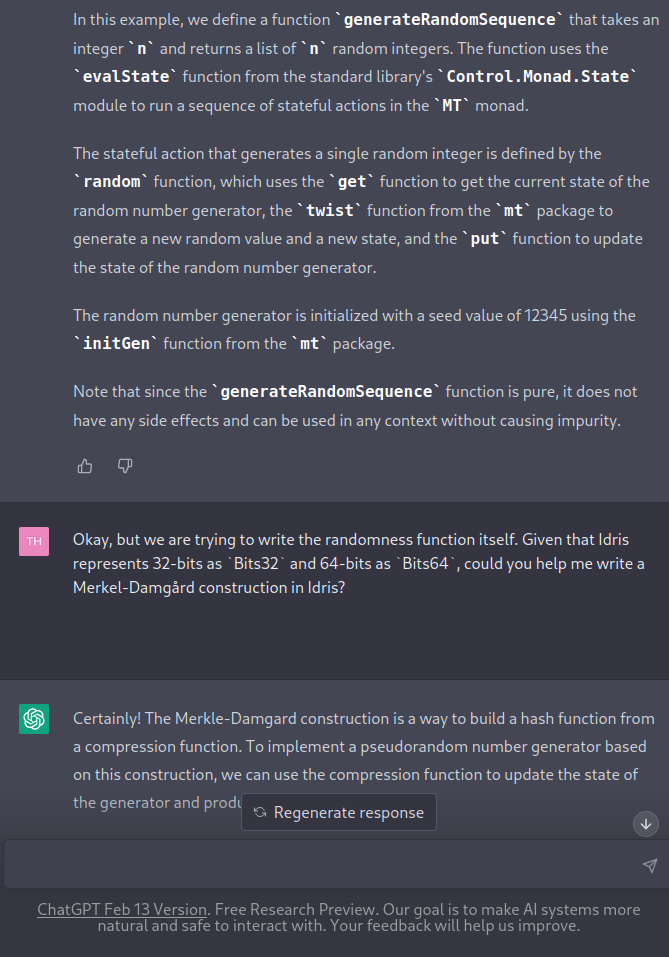 In this example, we define a function `generateRandomSequence` that takes an
integer `n` and returns a list of `n` random integers. The function uses the
`evalState` function from the standard library's `Control.Monad.State`
module to run a sequence of stateful actions in the `MT` monad.
The stateful action that generates a single random integer is defined by the
`random` function, which uses the `get` function to get the current state of the
random number generator, the `twist` function from the `mt` package to
generate a new random value and a new state, and the `put` function to update
the state of the random number generator.
The random number generator is initialized with a seed value of 12345 using the
`initGen` function from the `mt` package.
Note that since the `generateRandomSequence` function is pure, it does not
have any side effects and can be used in any context without causing impurity.
TH
Okay, but we are trying to write the randomness function itself. Given that Idris
represents 32-bits as `Bits32` and 64-bits as `Bits64`, could you help me write a
Merkel-Damgård construction in Idris?
Certainly! The Merkle-Damgard construction is a way to build a hash function from
a compression function. To implement a pseudorandom number generator based
on this construction, we can use the compression function to update the state of
the generator and produ
Regenerate response
ChatGPT Feb 13 Version. Free Research Preview. Our goal is to make AI systems more
natural and safe to interact with. Your feedback will help us improve.